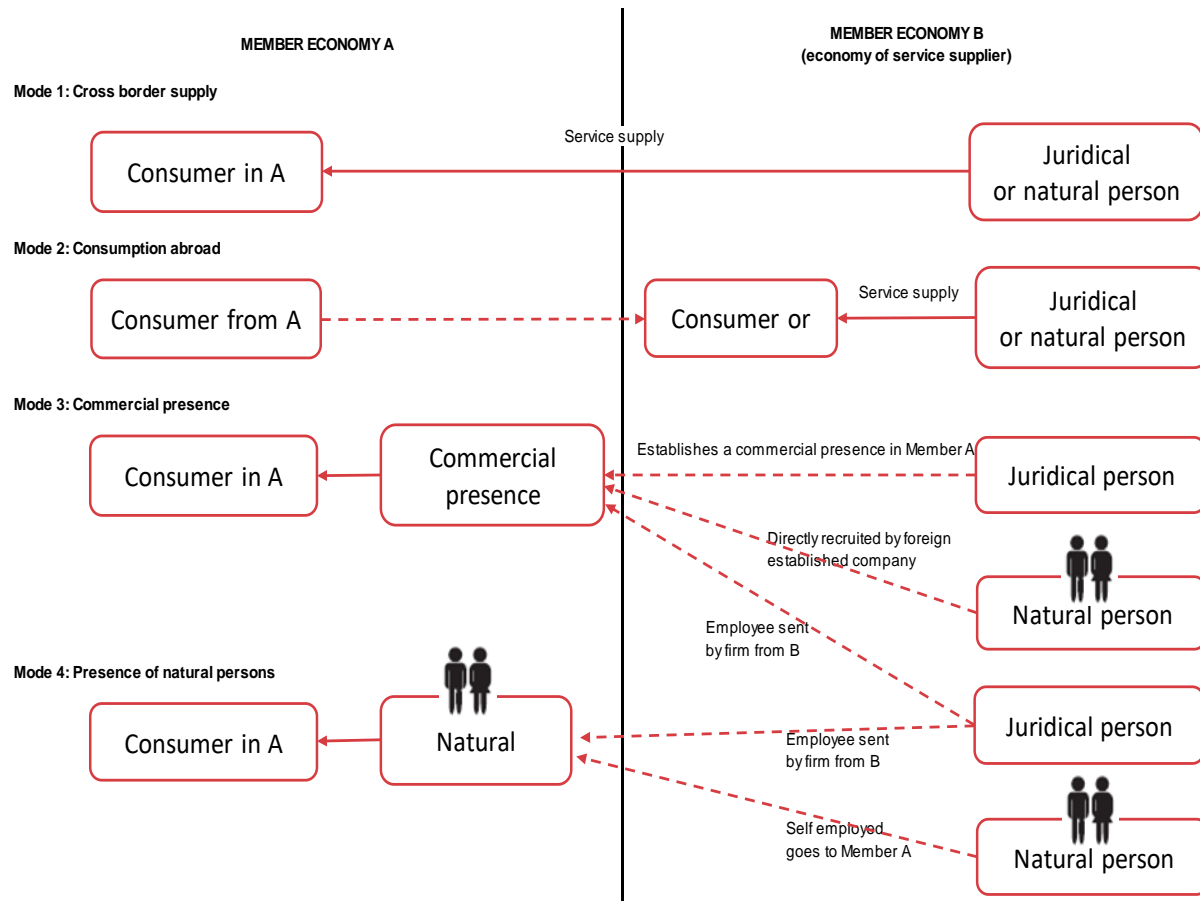 MEMBER ECONOMY A
MEMBER ECONOMY B
(economy of service supplier)
Mode 1: Cross border supply
Consumer in A
Service supply
Juridical
or natural person
Mode 2: Consumption abroad
Consumer from A
Consumer or
Service supply
Juridical
or natural person
Mode 3: Commercial presence
Consumer in A
Commercial
presence
Establishes a commercial presence in Member A
Juridical person
Directly recruited by foreign
established company
Natural person
Employee sent
by firm from B
Mode 4: Presence of natural persons
Consumer in A
Natural
Employee sent
by firm from B
Juridical person
Self employed
goes to Member A
Natural person